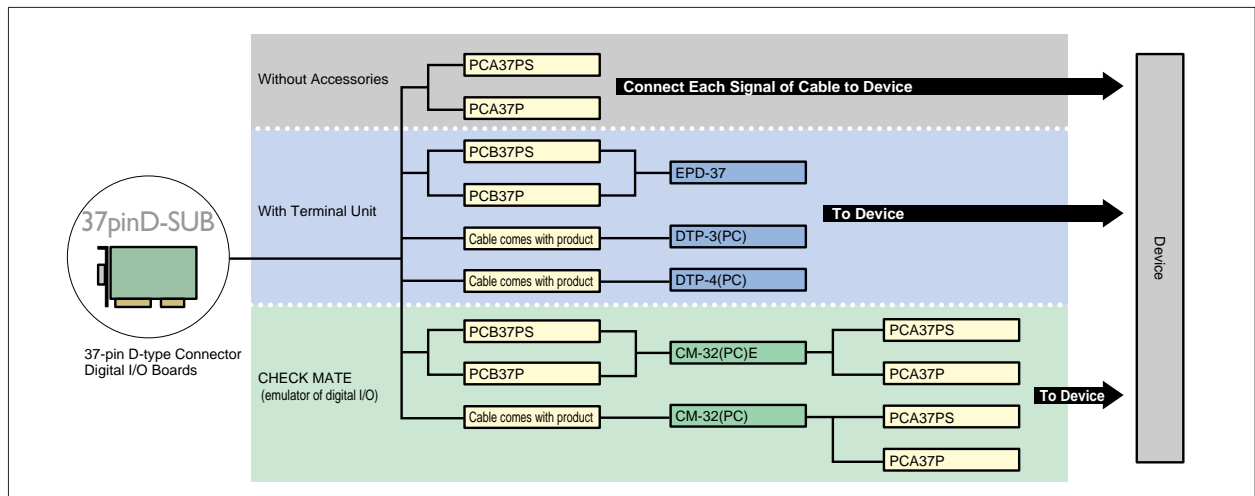 37pinD-SUB
37-pin D-type Connector
Digital I/O Boards
Without Accessories
PCA37PS
PCA37P
Connect Each Signal of Cable to Device
With Terminal Unit
PCB37PS
PCB37P
EPD-37
Cable comes with product
DTP-3(PC)
Cable comes with product
DTP-4(PC)
To Device
CHECK MATE
(emulator of digital I/O)
PCB37PS
PCB37P
CM-32(PC)E
PCA37PS
PCA37P
Cable comes with product
CM-32(PC)
PCA37PS
PCA37P
To Device
Device